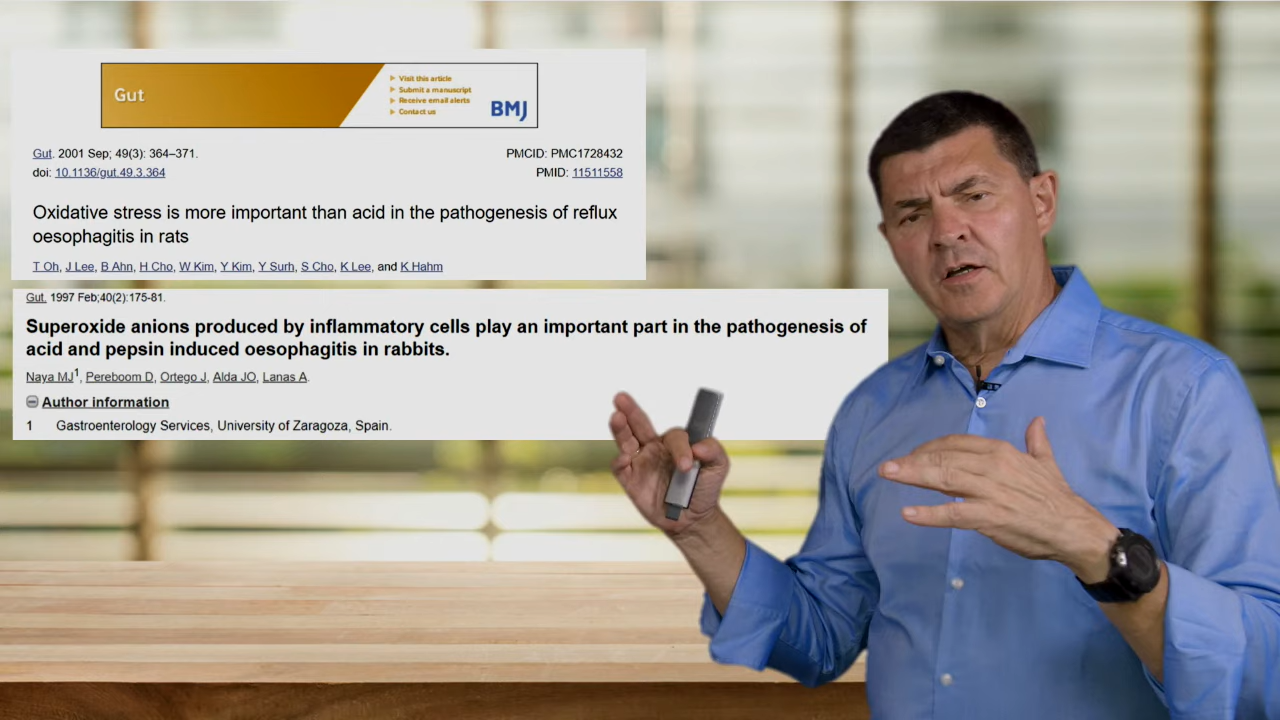 Gut
Visit this article
Submit a manuscript
Receive email alerts
Contact us
BMJ
Gut. 2001 Sep; 49(3): 364–371.
doi: 10.1136/gut.49.3.364
PMCID: PMC1728432
PMID: 11511558
Oxidative stress is more important than acid in the pathogenesis of reflux
oesophagitis in rats
T Oh, J Lee, B Ahn, H Cho, W Kim, Y Kim, Y Surh, S Cho, K Lee, and K Hahm
Gut. 1997 Feb;40(2):175-81.
Superoxide anions produced by inflammatory cells play an important part in the pathogenesis of
acid and pepsin induced oesophagitis in rabbits.
Naya MJ1, Pereboom D, Ortego J, Alda JO, Lanas A.
Author information
1 Gastroenterology Services, University of Zaragoza, Spain.